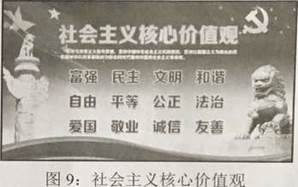 社会主义核心价值观
富强 民主 文明 和谐
自由 平等 公正 法治
爱国 敬业 诚信 友善
图 9：社会主义核心价值观